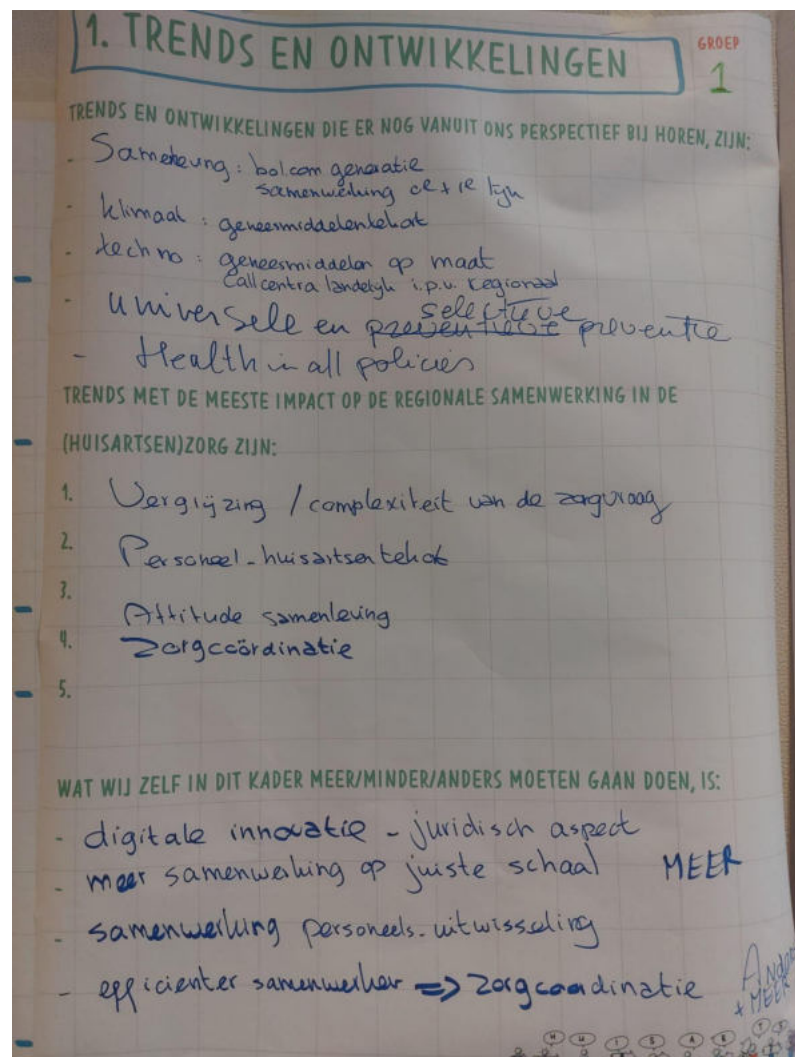 1. TRENDS EN ONTWIKKELINGEN
GROEP
1
TRENDS EN ONTWIKKELINGEN DIE ER NOG VANUIT ONS PERSPECTIEF BIJ HOREN, ZIJN:
- Samenleving: bol.com generatie
samenwerking 0e + 1e lijn
- klimaat: geneesmiddelentekort
- techno: geneesmiddelen op maat
Callcentra landelijk i.p.v. regionaal
selectieve
- universele en preventieve preventie
- Health in all policies
TRENDS MET DE MEESTE IMPACT OP DE REGIONALE SAMENWERKING IN DE
(HUISARTSEN)ZORG ZIJN:
1. Vergrijzing / complexiteit van de zorgvraag
2. Personeel-huisartsentekort
3. Attitude samenleving
4. Zorgcoördinatie
5.
WAT WIJ ZELF IN DIT KADER MEER/MINDER/ANDERS MOETEN GAAN DOEN, IS:
- digitale innovatie - juridisch aspect
- meer samenwerking op juiste schaal MEER
- samenwerking personeels-uitwisseling
- efficienter samenwerken => zorgcoordinatie
Anders
+ MEER
HUISAR TS